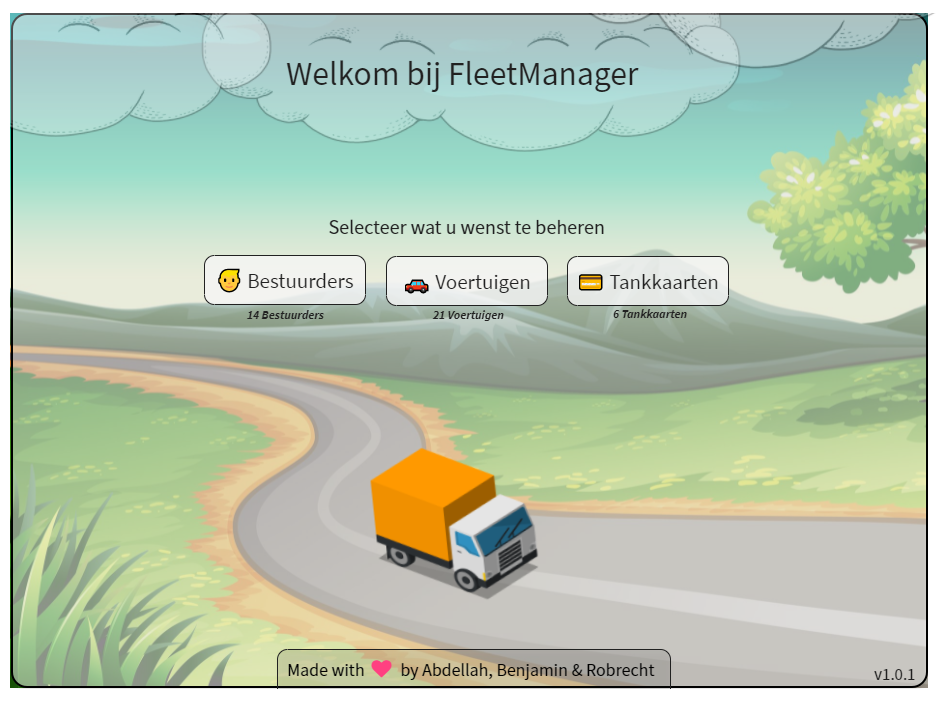 Welkom bij FleetManager
Selecteer wat u wenst te beheren
Bestuurders Voertuigen Tankkaarten
14 Bestuurders 21 Voertuigen 6 Tankkaarten
Made with ❤ by Abdellah, Benjamin & Robrecht
v1.0.1